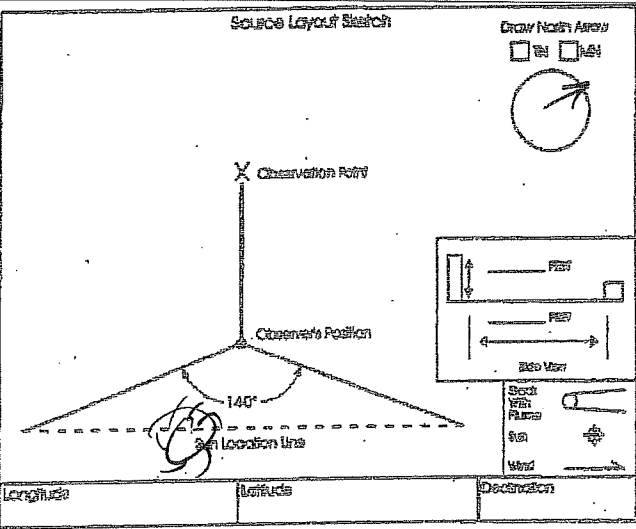 Source Layout Sketch
Draw North Arrow
TN MN
X Observation Point
Feet
Observer's Position
Feet
Side View
140°
Stack
With
Plume
Sun
Sun Location Line
Wind
Longitude Latitude Declination